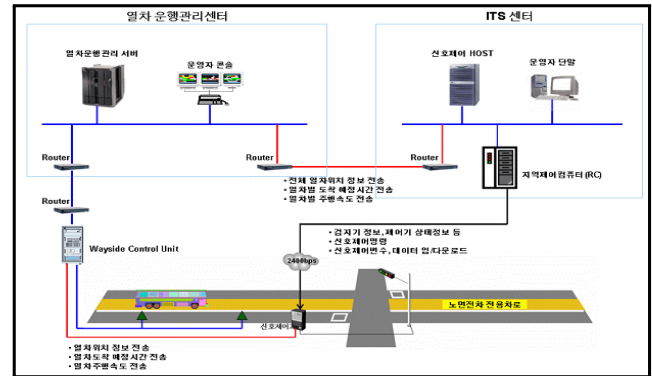 열차 운행관리센터
ITS 센터
열차운행관리 서버
운영자 콘솔
신호제어 HOST
운영자 단말
Router
Router
Router
지역제어컴퓨터(RC)
• 전체 열차위치 정보 전송
• 열차별 도착 예정시간 전송
• 열차별 주행속도 전송
Router
Wayside Control Unit
• 검지기 정보, 제어기 상태정보 등
• 신호제어명령
• 신호제어변수, 데이터 업/다운로드
2400bps
노면전차 전용차로
신호제어기
• 열차위치 정보 전송
• 열차도착 예정시간 전송
• 열차주행속도 전송